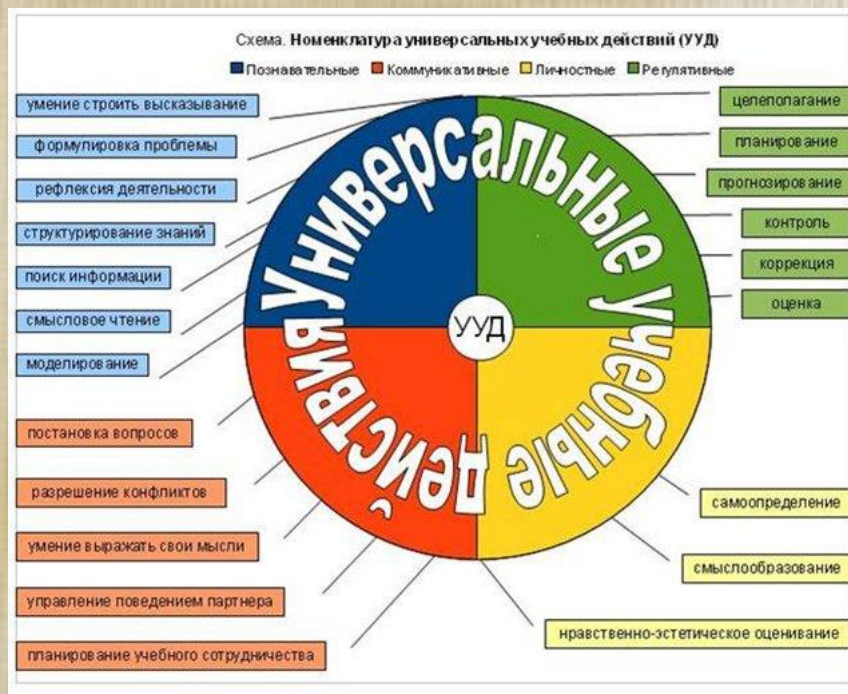 Схема. Номенклатура универсальных учебных действий (УУД)
Познавательные Коммуникативные Личностные Регулятивные
умение строить высказывание
формулировка проблемы
рефлексия деятельности
структурирование знаний
поиск информации
смысловое чтение
моделирование
постановка вопросов
разрешение конфликтов
умение выражать свои мысли
управление поведением партнера
планирование учебного сотрудничества
Универсальные учебные действия
УУД
целеполагание
планирование
прогнозирование
контроль
коррекция
оценка
самоопределение
смыслообразование
нравственно-эстетическое оценивание